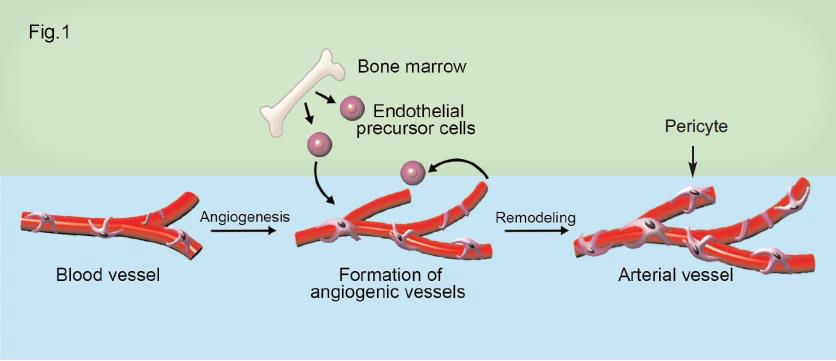 Fig.1
Bone marrow
Endothelial
precursor cells
Pericyte
Angiogenesis
Remodeling
Blood vessel
Formation of
angiogenic vessels
Arterial vessel